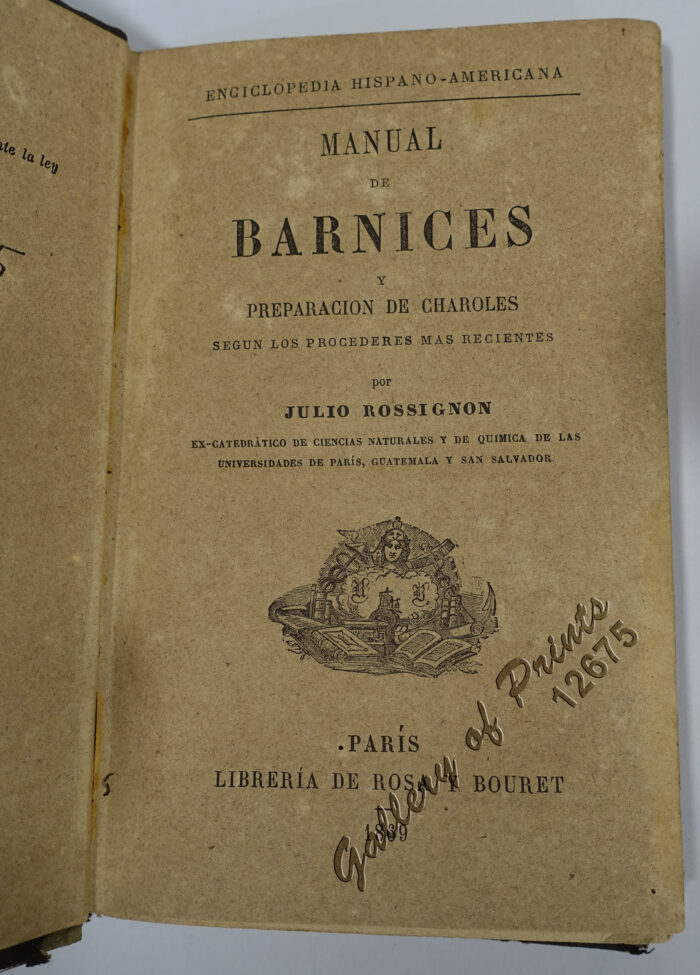 nte la ley
ENCICLOPEDIA HISPANO-AMERICANA
MANUAL
DE
BARNICES
Y
PREPARACION DE CHAROLES
SEGUN LOS PROCEDERES MAS RECIENTES
por
JULIO ROSSIGNON
EX-CATEDRÁTICO DE CIENCIAS NATURALES Y DE QUIMICA DE LAS
UNIVERSIDADES DE PARÍS, GUATEMALA Y SAN SALVADOR
PARÍS
LIBRERÍA DE ROSA Y BOURET
Gallery of Prints
12675